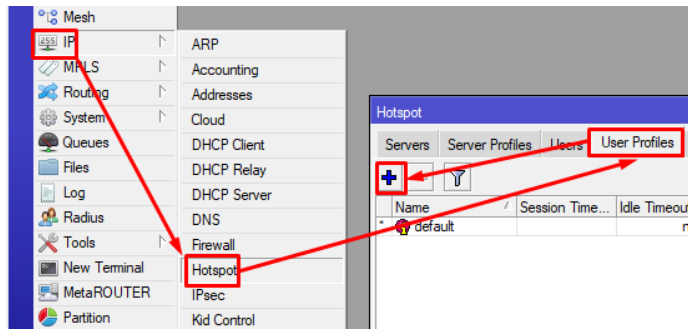 Mesh
IP
MPLS
Routing
System
Queues
Files
Log
Radius
Tools
New Terminal
MetaROUTER
Partition
ARP
Accounting
Addresses
Cloud
DHCP Client
DHCP Relay
DHCP Server
DNS
Firewall
Hotspot
IPsec
Kid Control
Hotspot
Servers Server Profiles Users User Profiles
Name Session Time... Idle Timeout
* default